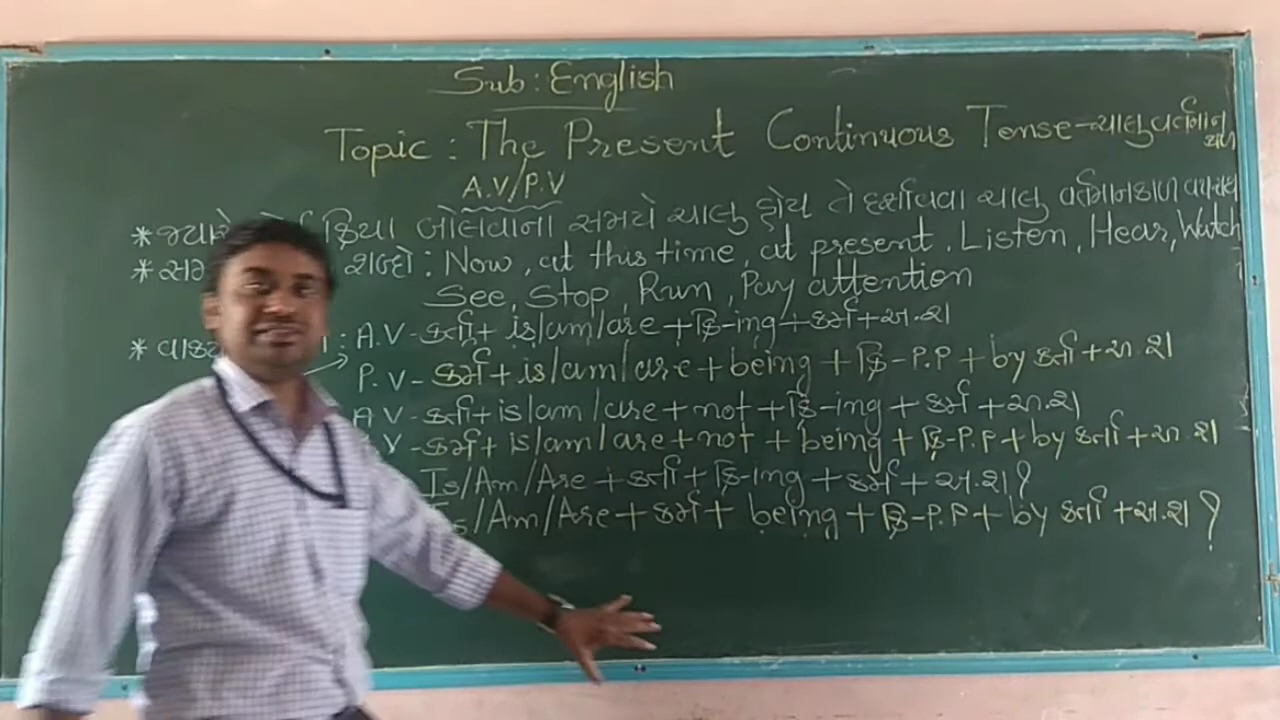 Sub : English
Topic : The Present Continuous Tense - ચાલુ વર્તમાન કાળ
A.V/P.V
* જ્યારે ક્રિયા બોલવાના સમયે ચાલુ હોય તે દર્શાવવા ચાલુ વર્તમાનકાળ વપરાય
* શબ્દો : Now, at this time, at present, Listen, Hear, Watch
See, Stop, Run, Pay attention
* : A.V - કર્તા + is/am/are + ક્રિ-ing + કર્મ + અ.શ
P.V - કર્મ + is/am/are + being + ક્રિ-P.P + by કર્તા + અ.શ
A.V - કર્તા + is/am/are + not + ક્રિ-ing + કર્મ + અ.શ
.V - કર્મ + is/am/are + not + being + ક્રિ-P.P + by કર્તા + અ.શ
Is/Am/Are + કર્તા + ક્રિ-ing + કર્મ + અ.શ?
Is/Am/Are + કર્મ + being + ક્રિ-P.P + by કર્તા + અ.શ?